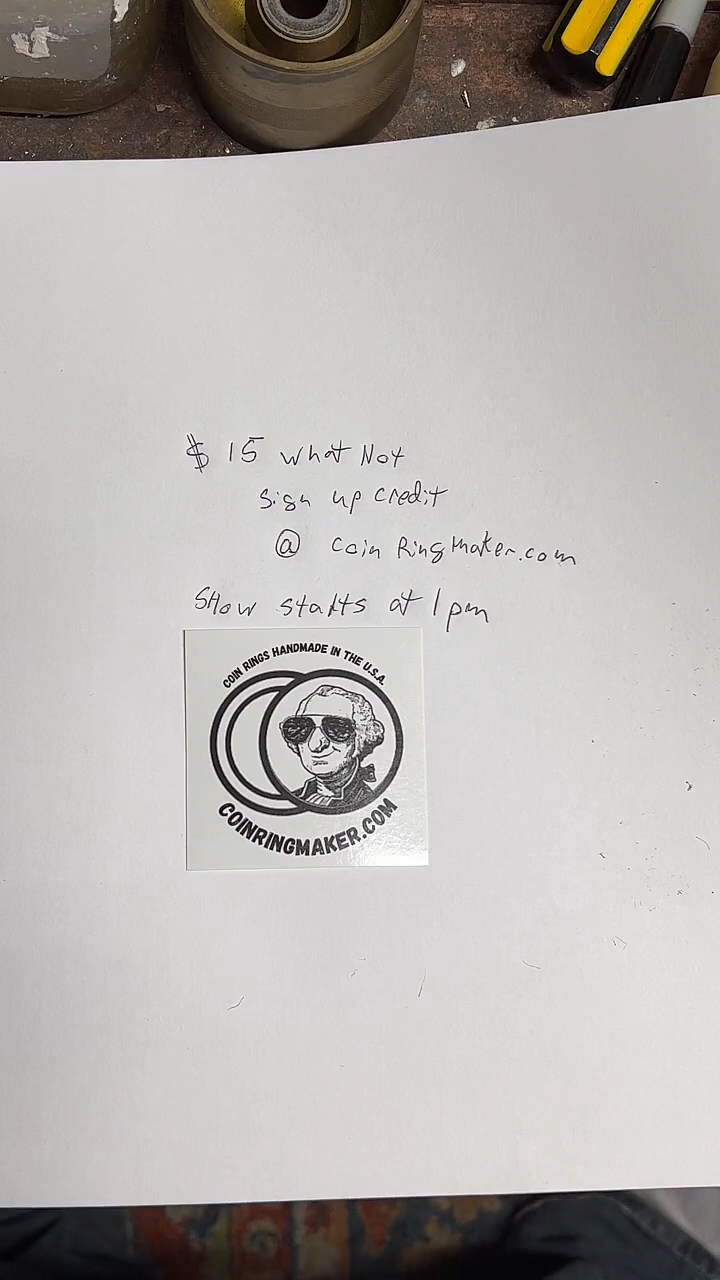 $ 15 what Not
sign up credit
@ Coin RingMaker.com
SHow starts at 1pm
COIN RINGS HANDMADE IN THE U.S.A.
COINRINGMAKER.COM